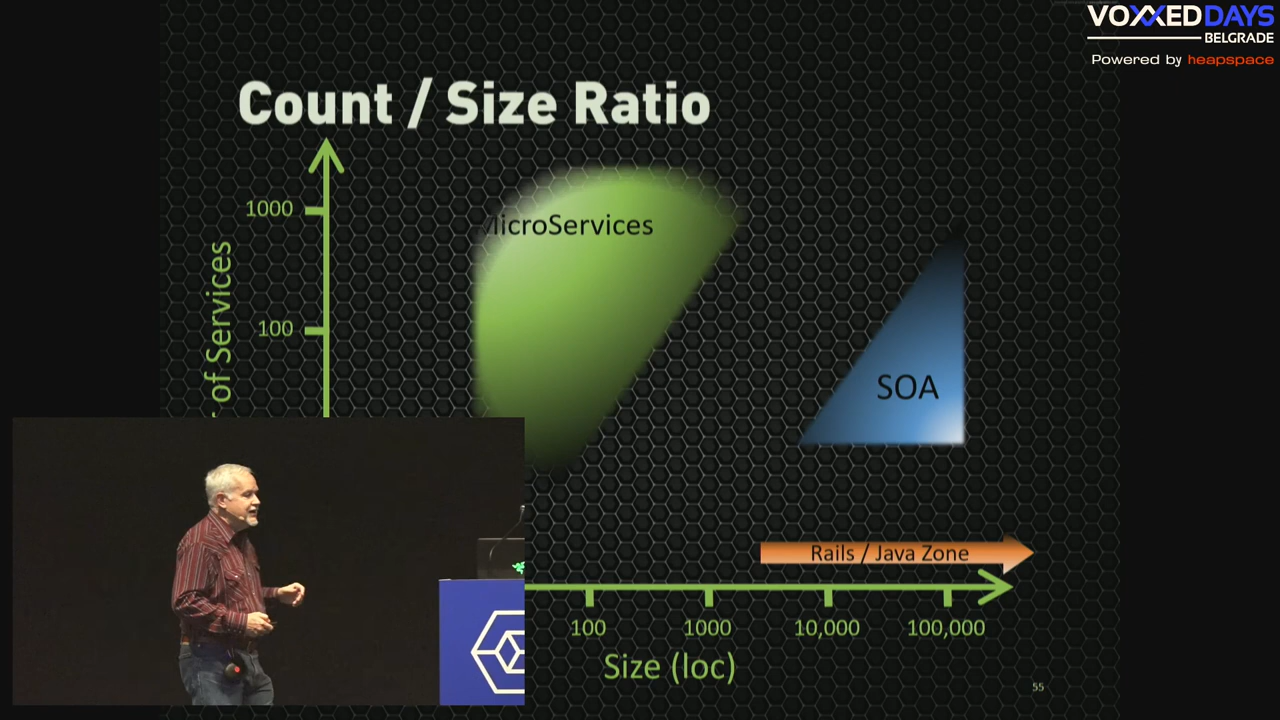 VOXXED DAYS
BELGRADE
Powered by heapspace
Count / Size Ratio
1000
MicroServices
of Services
100
SOA
Rails / Java Zone
100
1000
10,000
100,000
Size (loc)
55